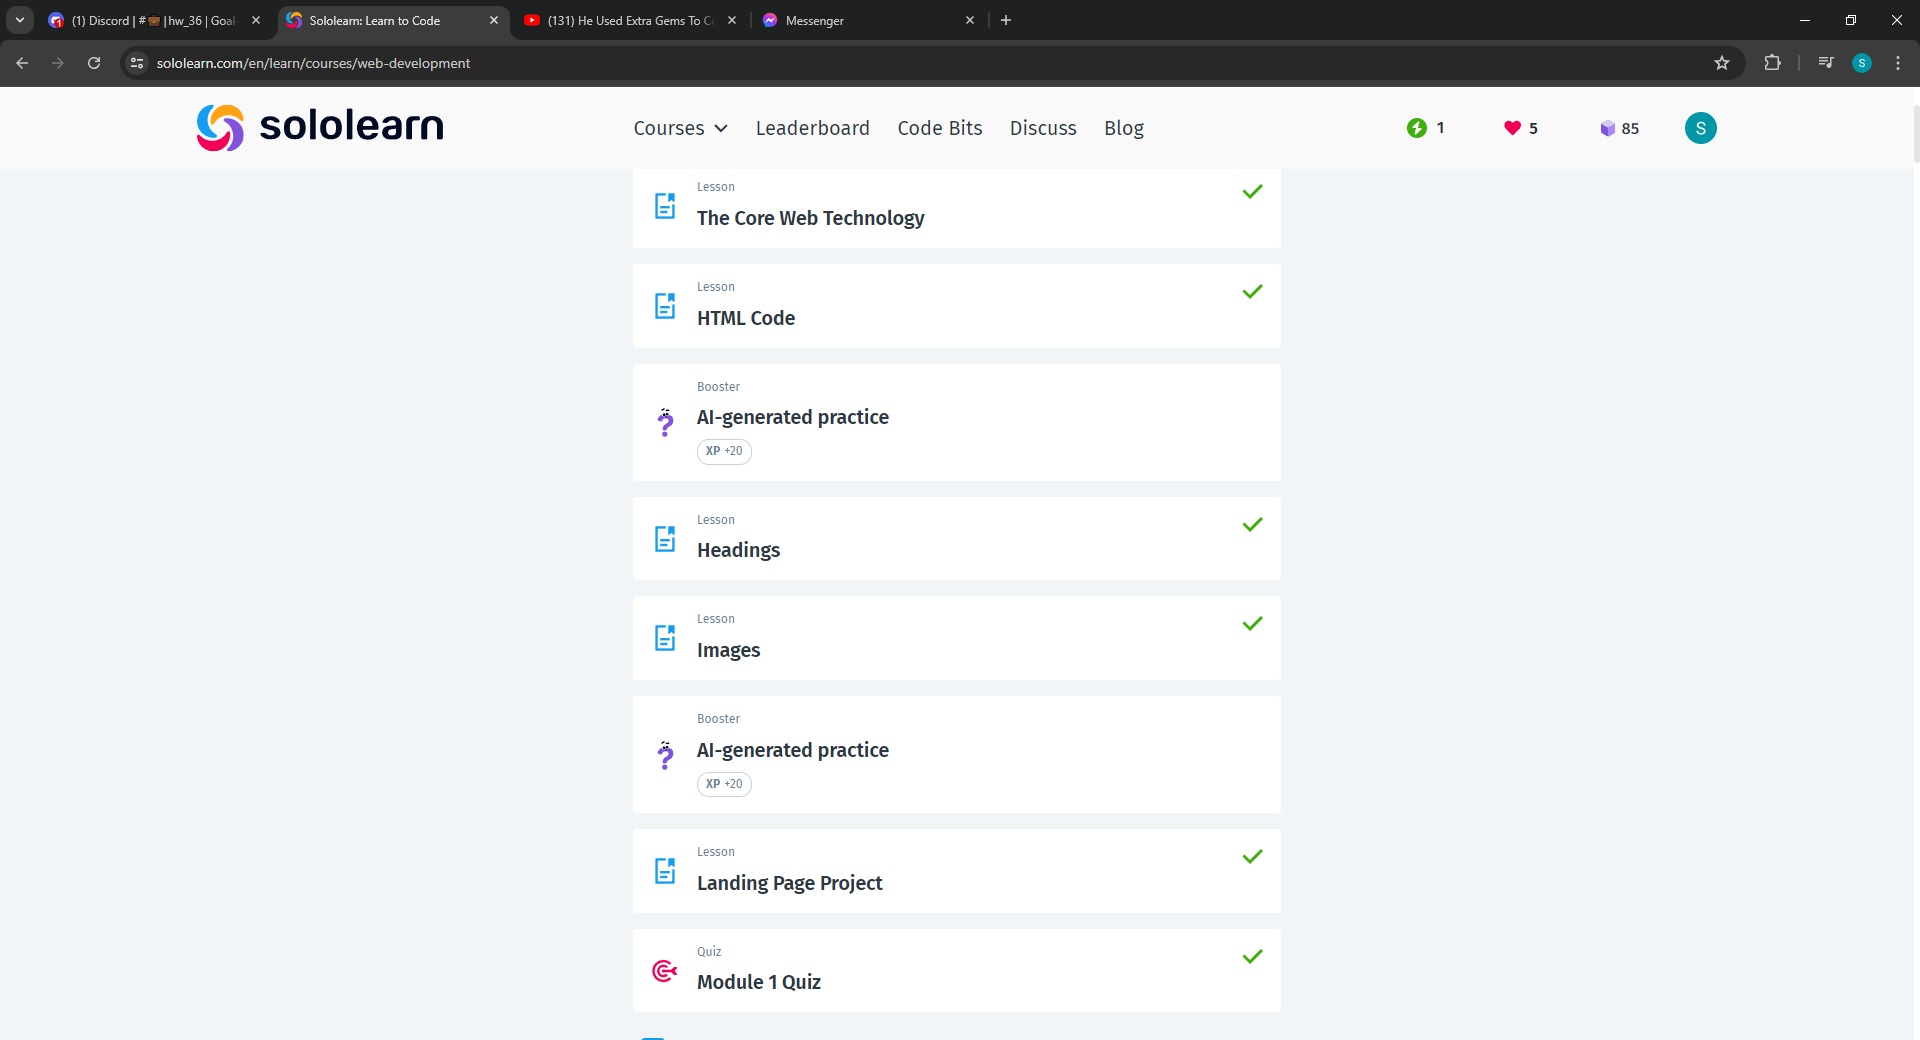 (1) Discord | #💼|hw_36 | Goal-
Sololearn: Learn to Code
(131) He Used Extra Gems To C
Messenger
sololearn.com/en/learn/courses/web-development
S
sololearn
Courses
Leaderboard
Code Bits
Discuss
Blog
1
5
85
S
Lesson
The Core Web Technology
Lesson
HTML Code
Booster
AI-generated practice
XP +20
Lesson
Headings
Lesson
Images
Booster
AI-generated practice
XP +20
Lesson
Landing Page Project
Quiz
Module 1 Quiz